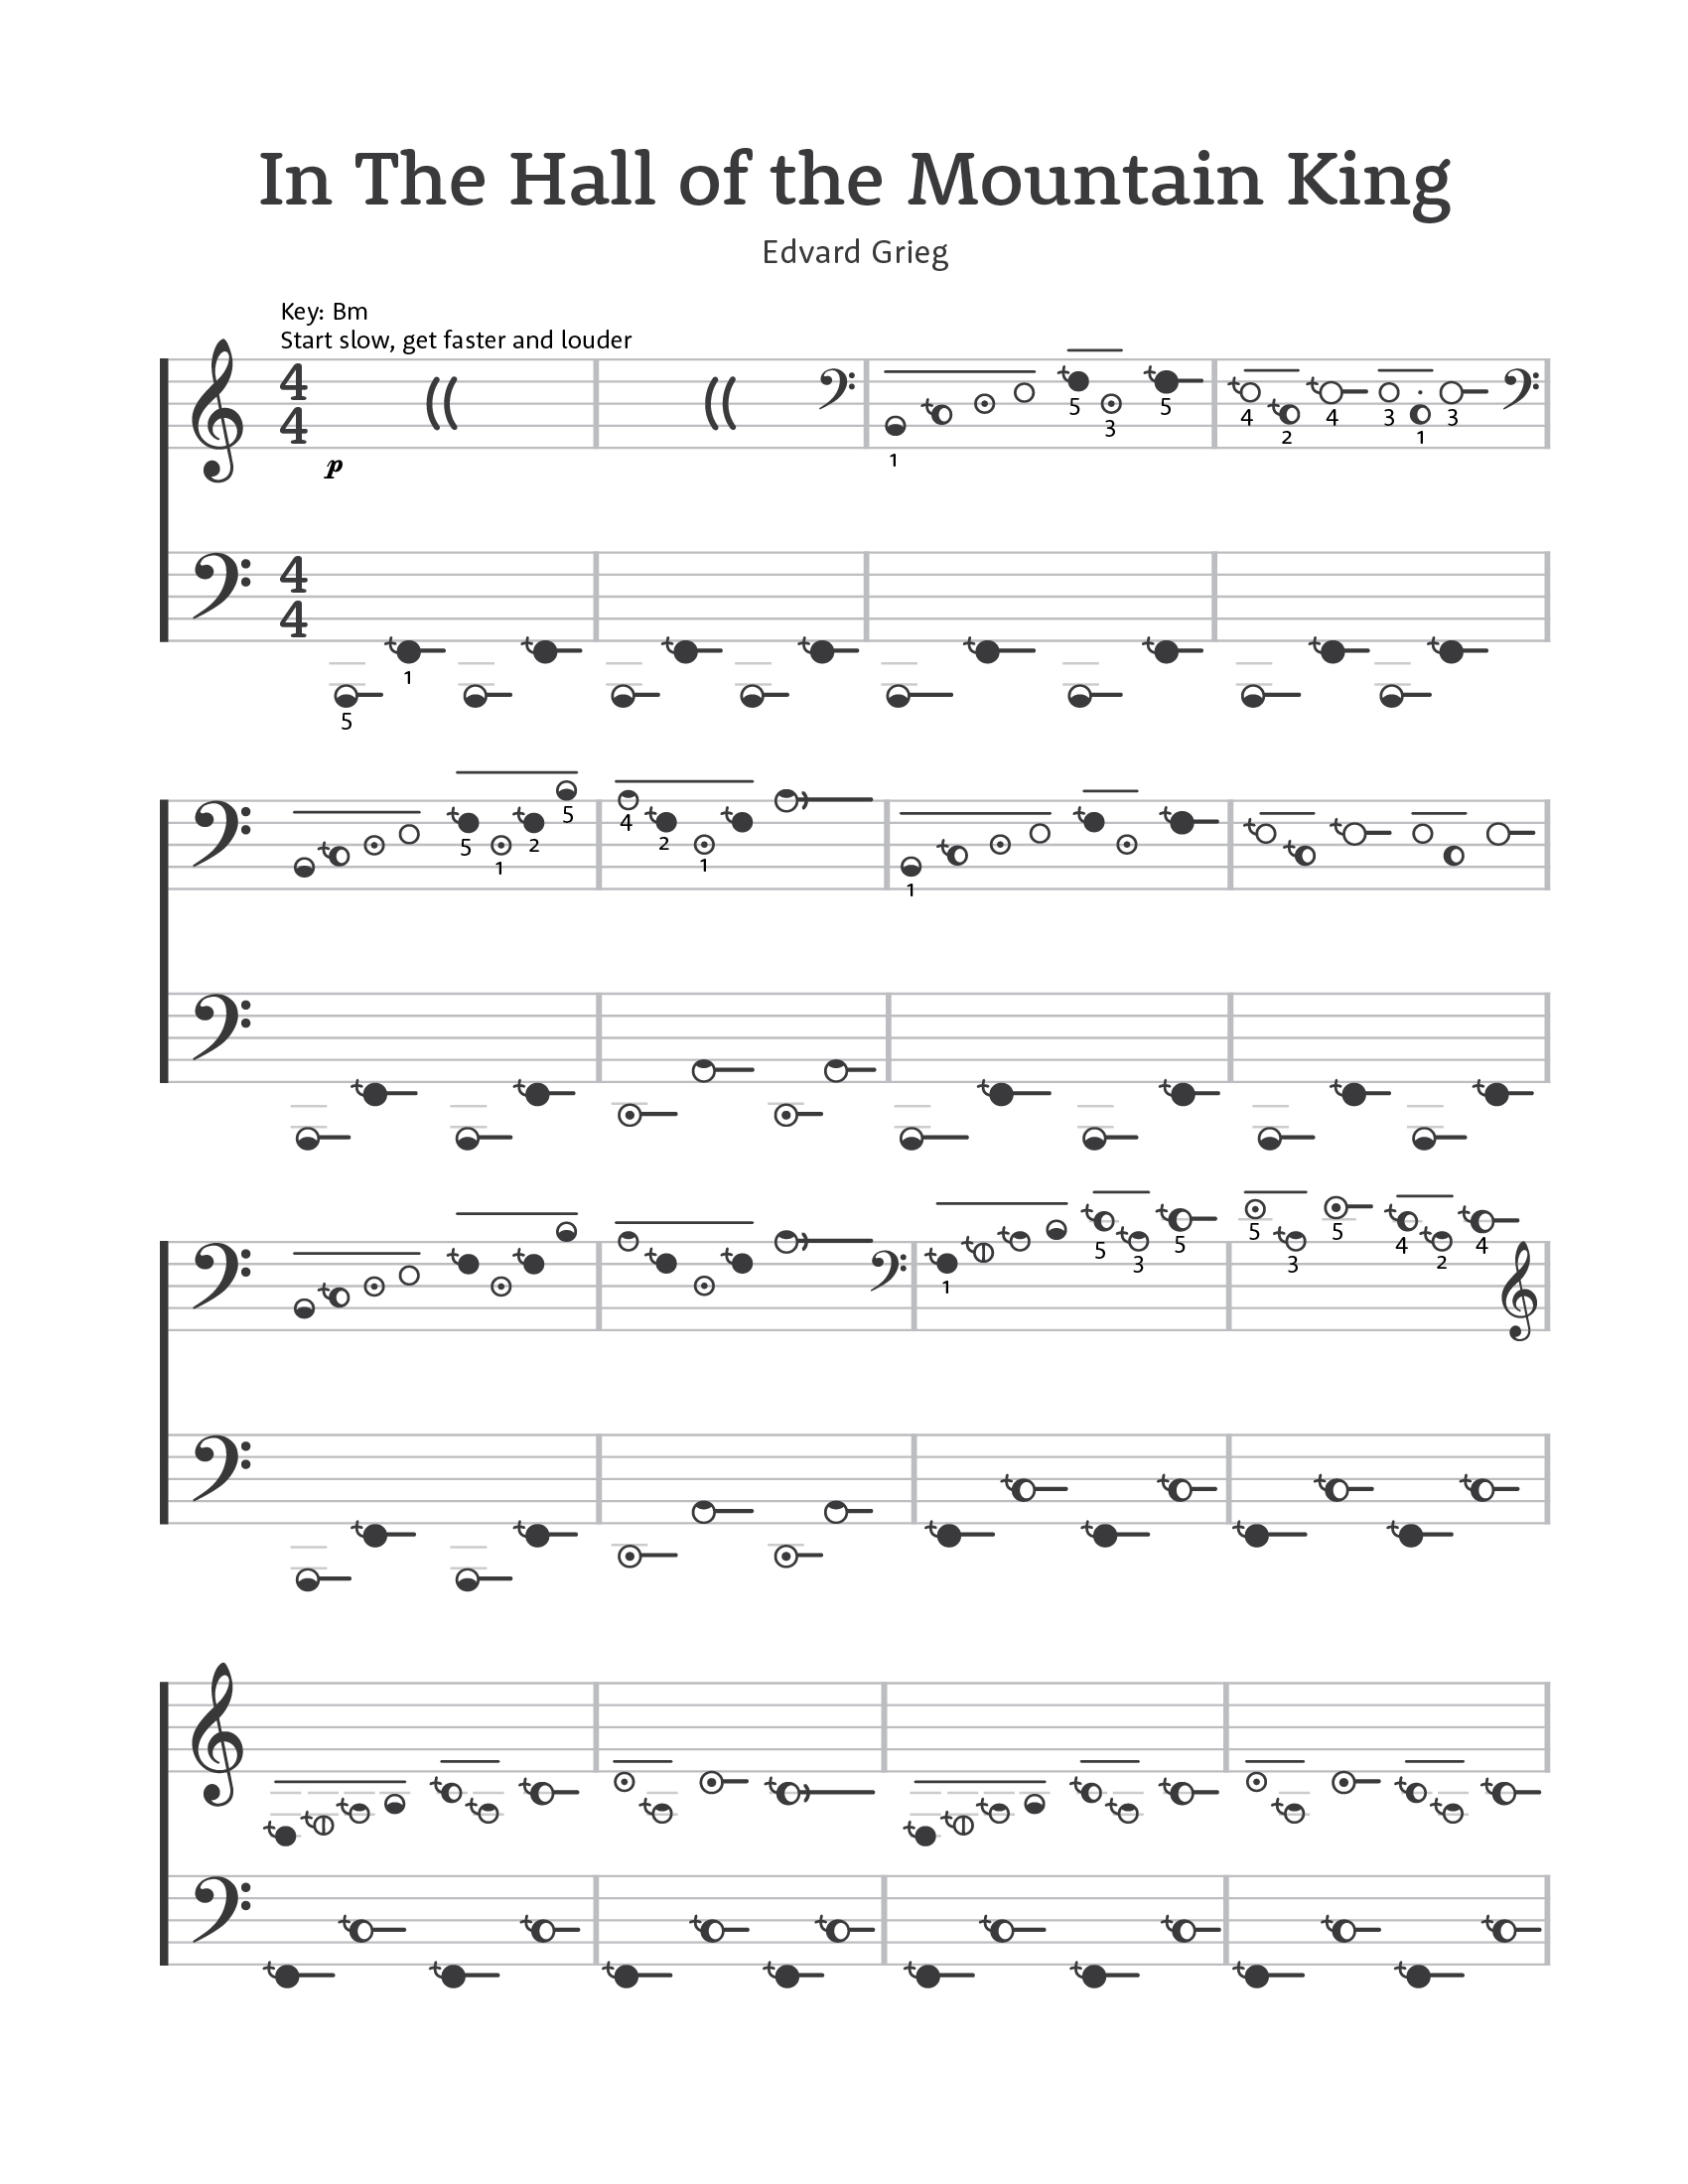 In The Hall of the Mountain King
Edvard Grieg
Key: Bm
Start slow, get faster and louder
4 4
p
1 5 3 5 4 2 4 3 1 3
4 4
1
5
5 1 2 5 4 2 1 1
1 5 3 5 5 3 5 4 2 4